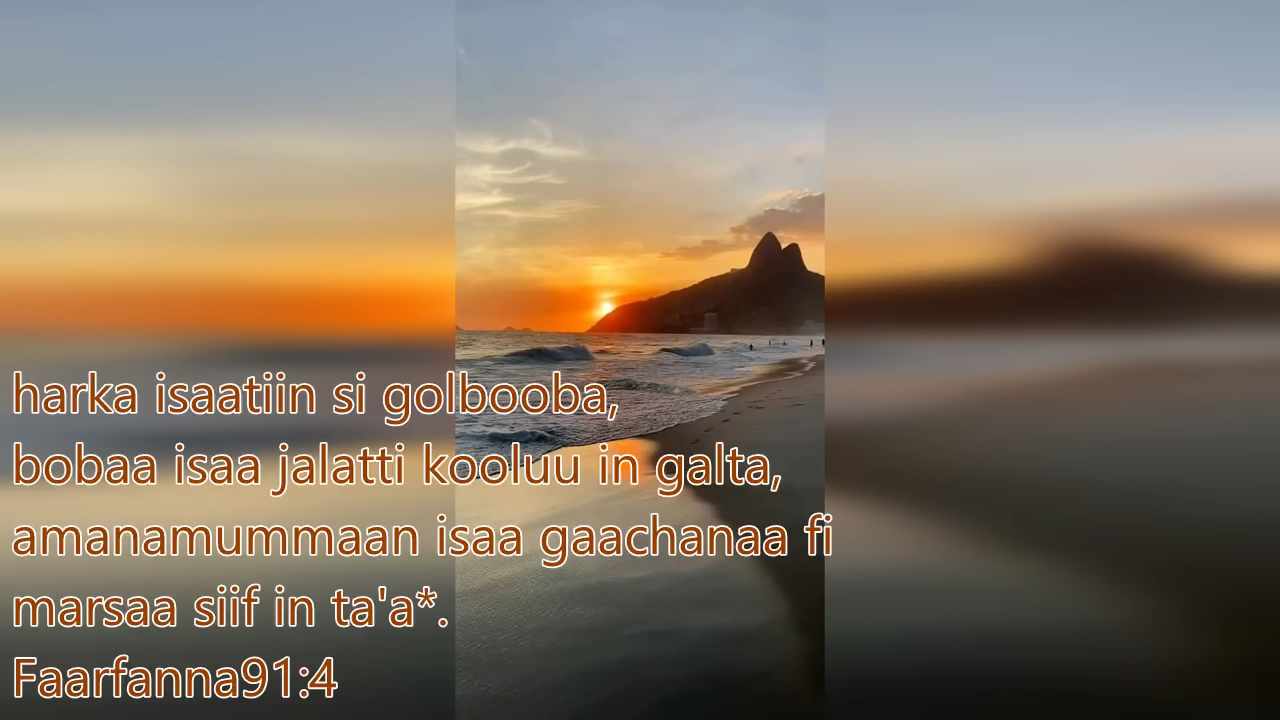 harka isaatiin si golbooba,
bobaa isaa jalatti kooluu in galta,
amanamummaan isaa gaachanaa fi
marsaa siif in ta'a*.
Faarfanna91:4